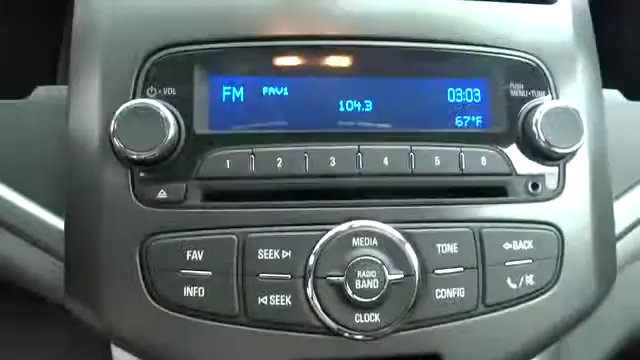 VOL
PUSH
MENU•TUNE
FM FAV1 03:03
104.3
67°F
1 2 3 4 5 6
FAV SEEK MEDIA TONE BACK
RADIO
BAND
INFO SEEK CLOCK CONFIG